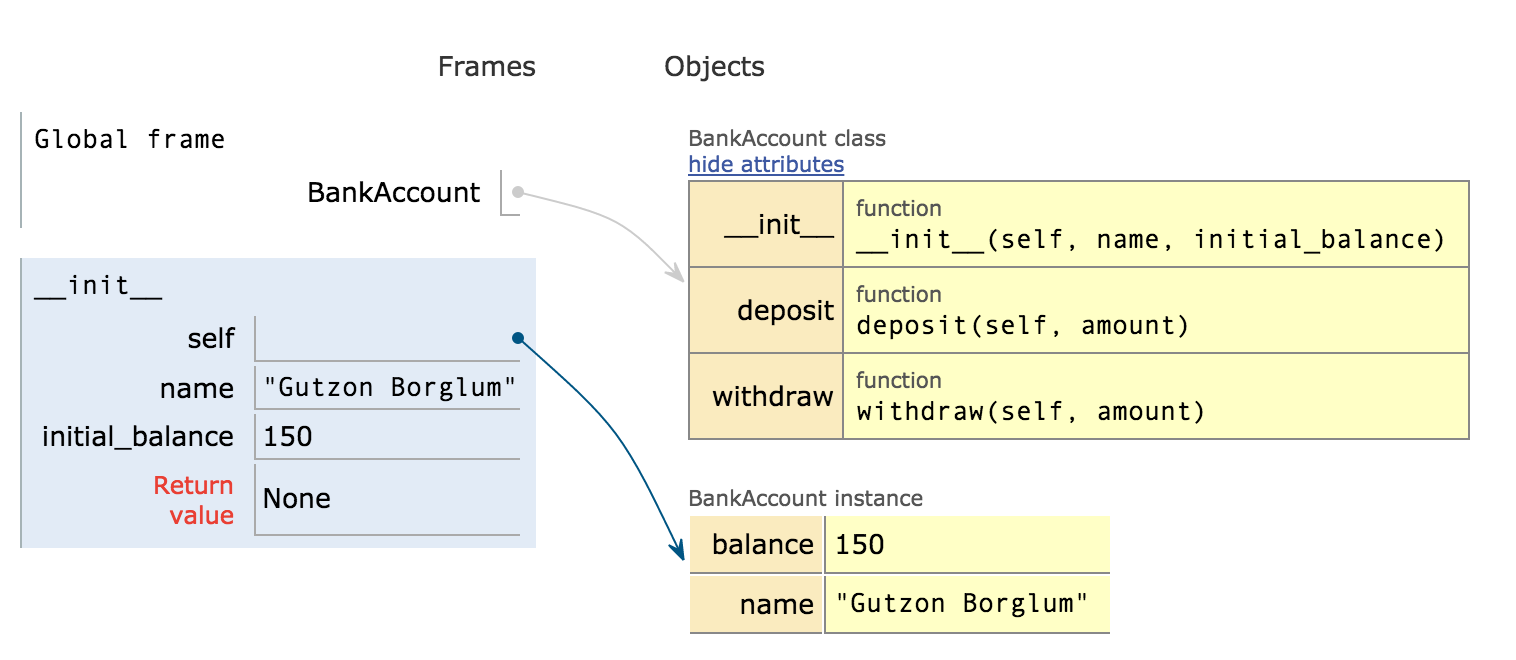 Frames
Objects
Global frame
BankAccount
__init__
self
name "Gutzon Borglum"
initial_balance 150
Return
value
None
BankAccount class
hide attributes
__init__
function
__init__(self, name, initial_balance)
deposit
function
deposit(self, amount)
withdraw
function
withdraw(self, amount)
BankAccount instance
balance 150
name "Gutzon Borglum"